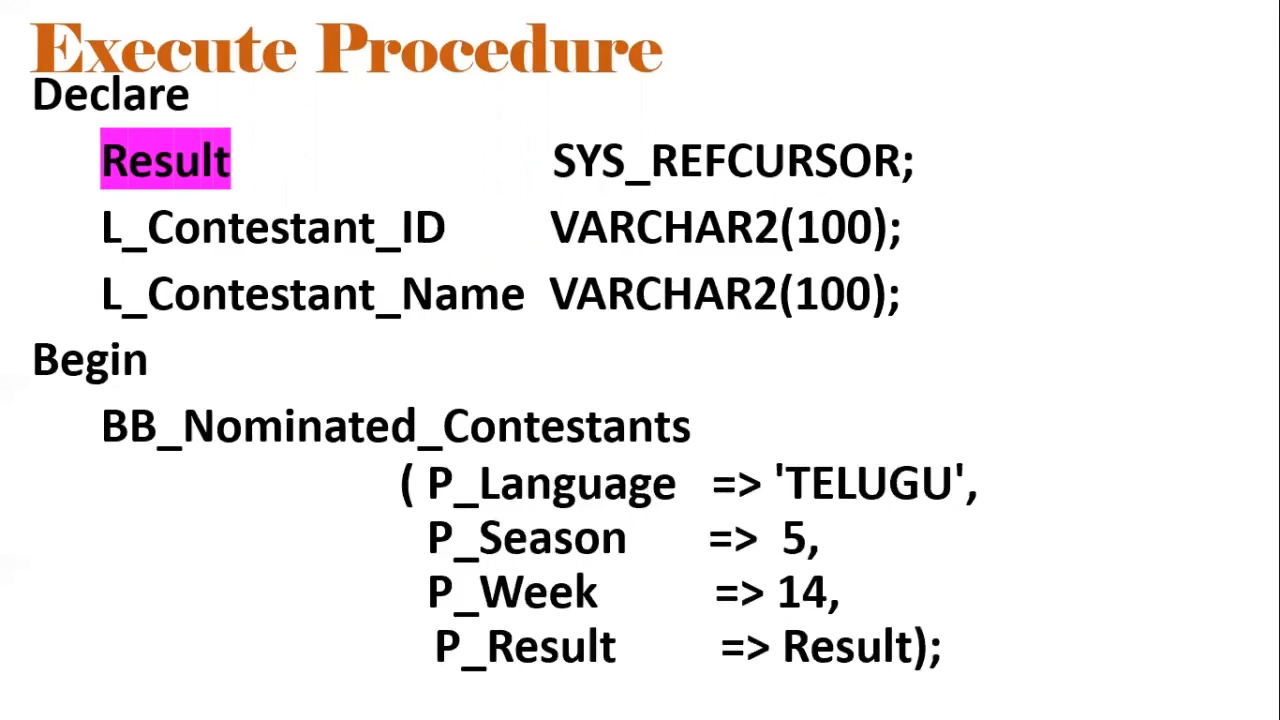 Execute Procedure
Declare
Result SYS_REFCURSOR;
L_Contestant_ID VARCHAR2(100);
L_Contestant_Name VARCHAR2(100);
Begin
BB_Nominated_Contestants
( P_Language => 'TELUGU',
P_Season => 5,
P_Week => 14,
P_Result => Result);